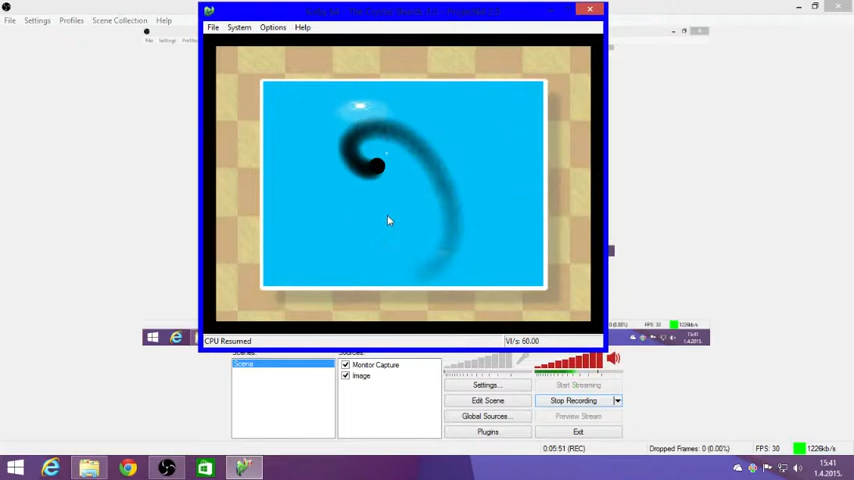 File Settings Profiles Scene Collection Help
File System Options Help
CPU Resumed VI/s: 60.00
Scene
Monitor Capture
Image
Settings...
Start Streaming
Edit Scene
Stop Recording
Global Sources...
Preview Stream
Plugins
Exit
0:05:51 (REC) Dropped Frames: 0 (0.00%) FPS: 30 1226kb/s
15:41
1.4.2015.